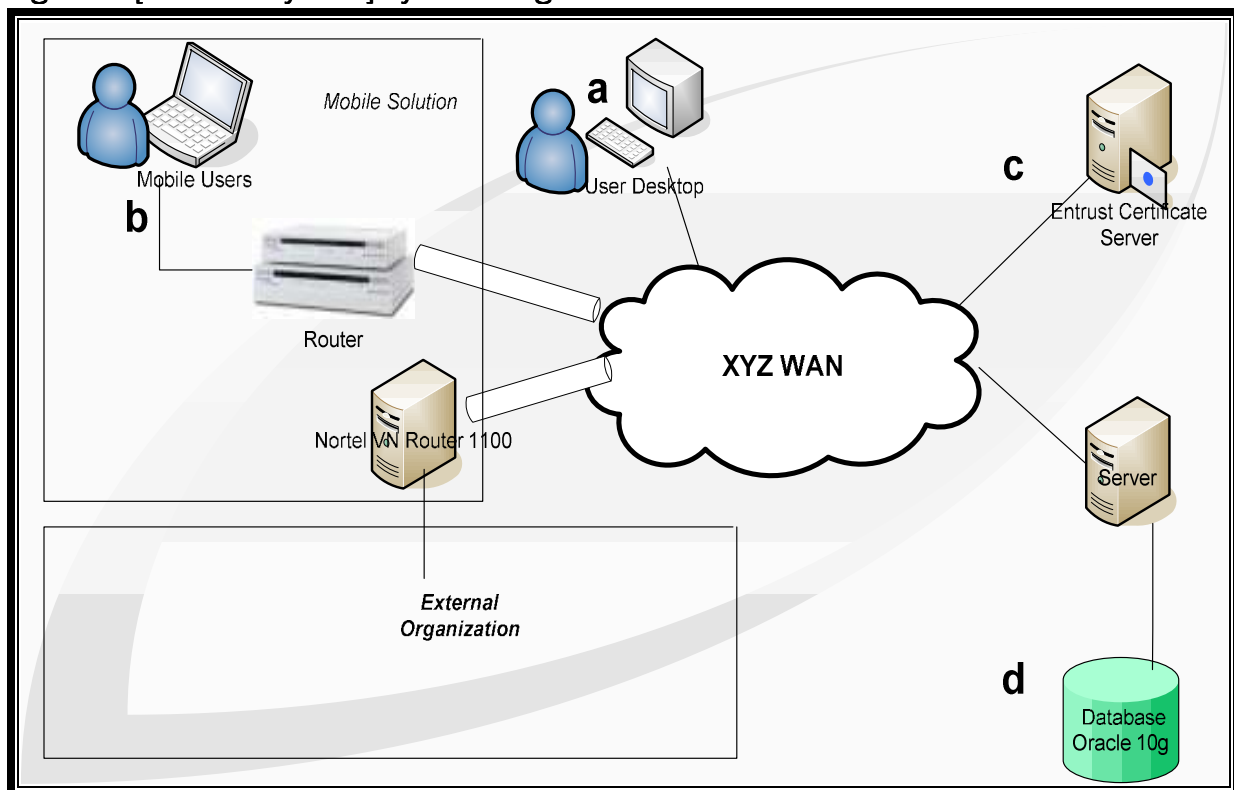 Mobile Solution
a
Mobile Users
User Desktop
b
c
Entrust Certificate
Server
Router
XYZ WAN
Nortel VN Router 1100
Server
External
Organization
d
Database
Oracle 10g